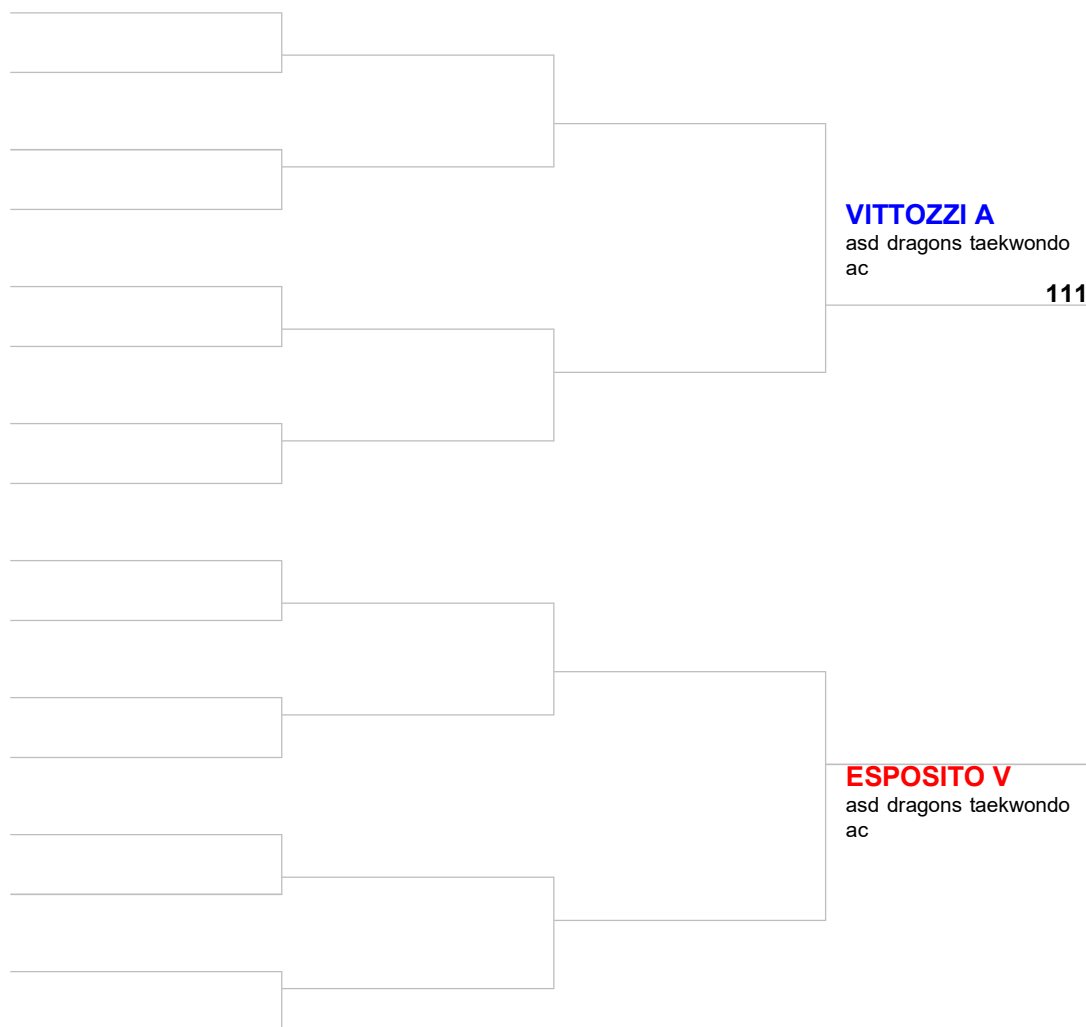 VITTOZZI A
asd dragons taekwondo
ac
111
ESPOSITO V
asd dragons taekwondo
ac